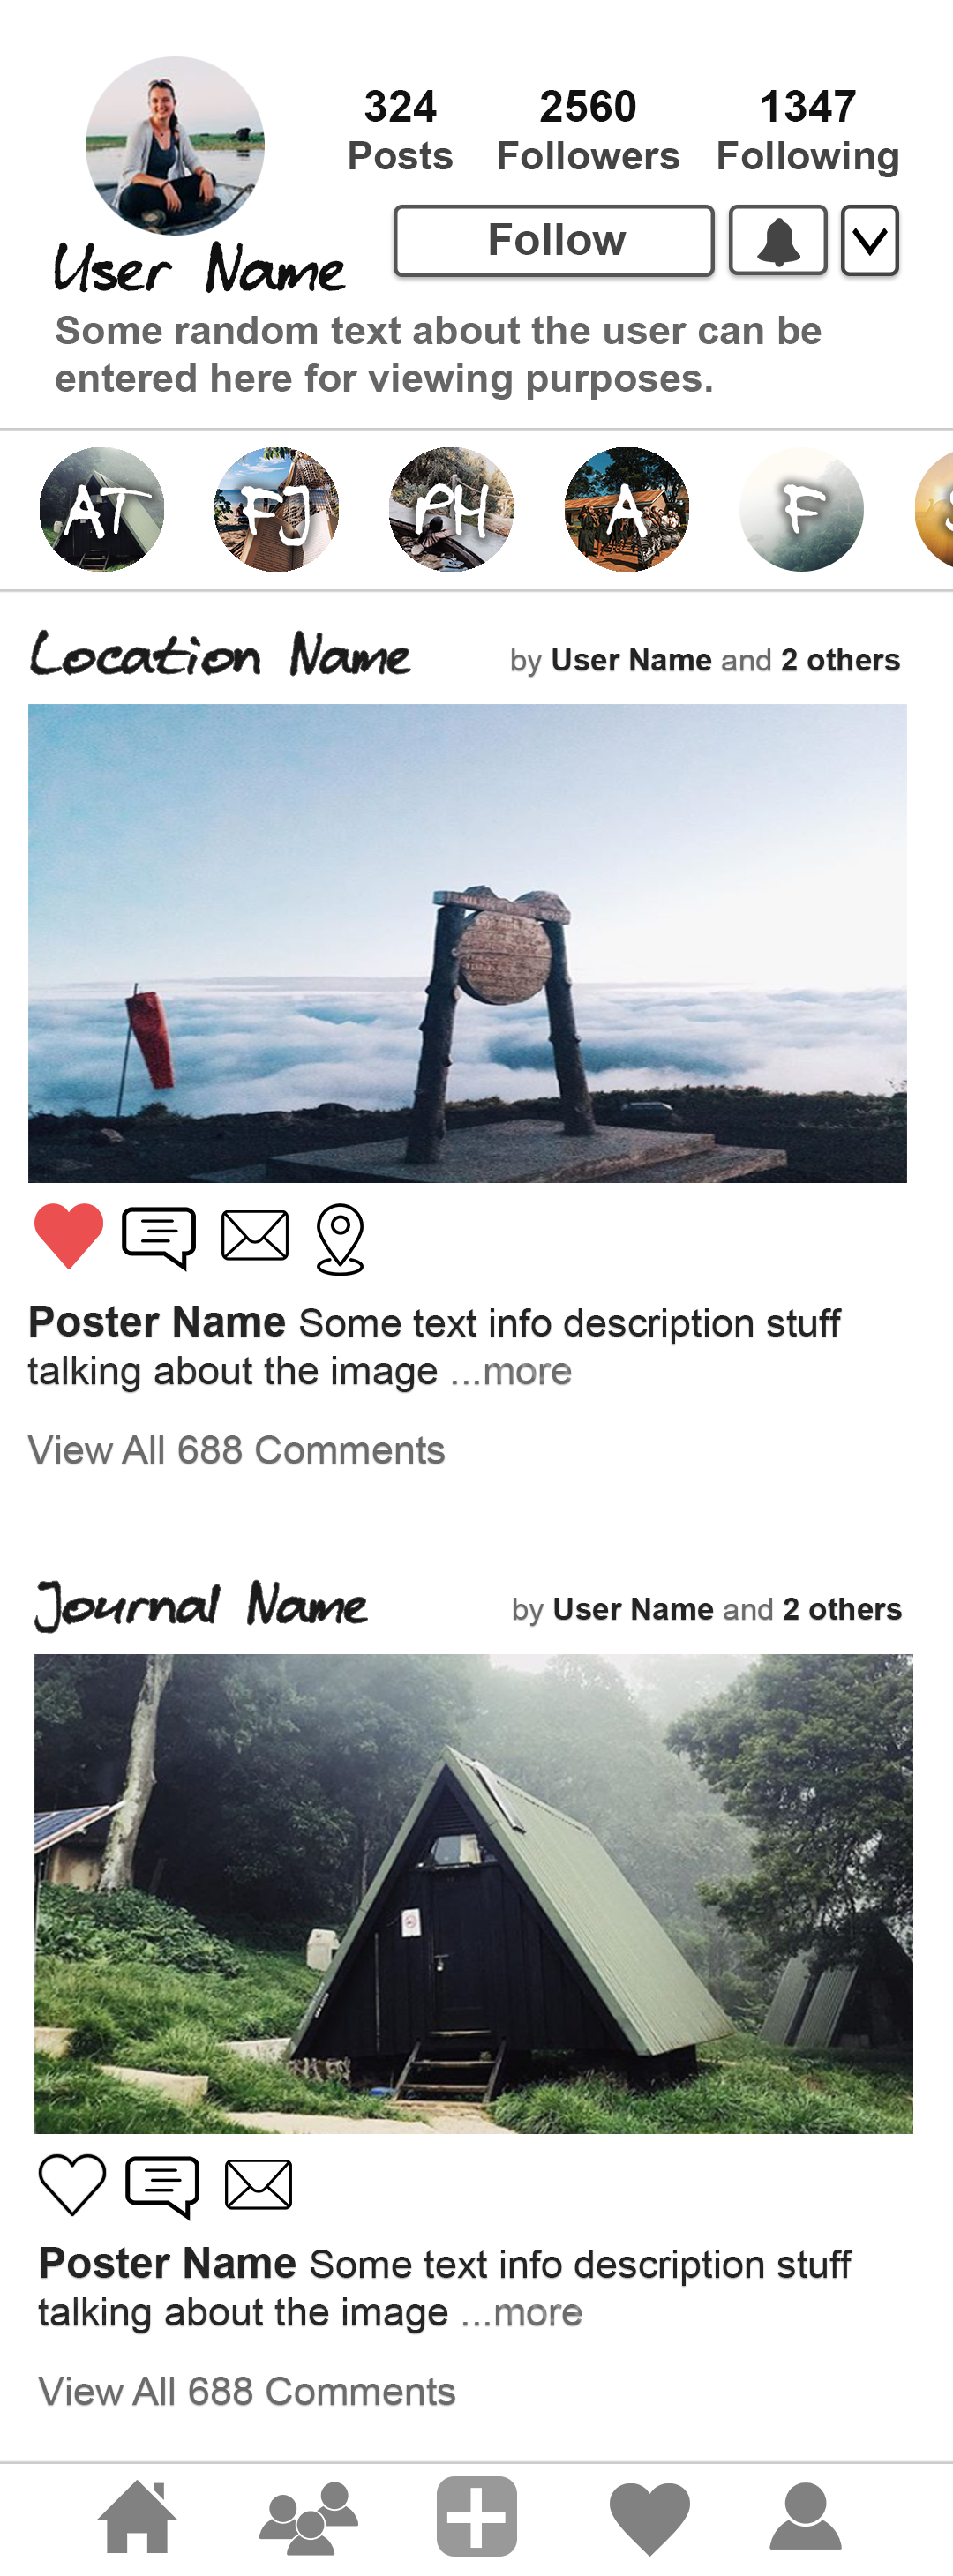 324 2560 1347
Posts Followers Following
Follow
User Name
Some random text about the user can be
entered here for viewing purposes.
AT FJ PH A F S
Location Name by User Name and 2 others
Poster Name Some text info description stuff
talking about the image ...more
View All 688 Comments
Journal Name by User Name and 2 others
Poster Name Some text info description stuff
talking about the image ...more
View All 688 Comments